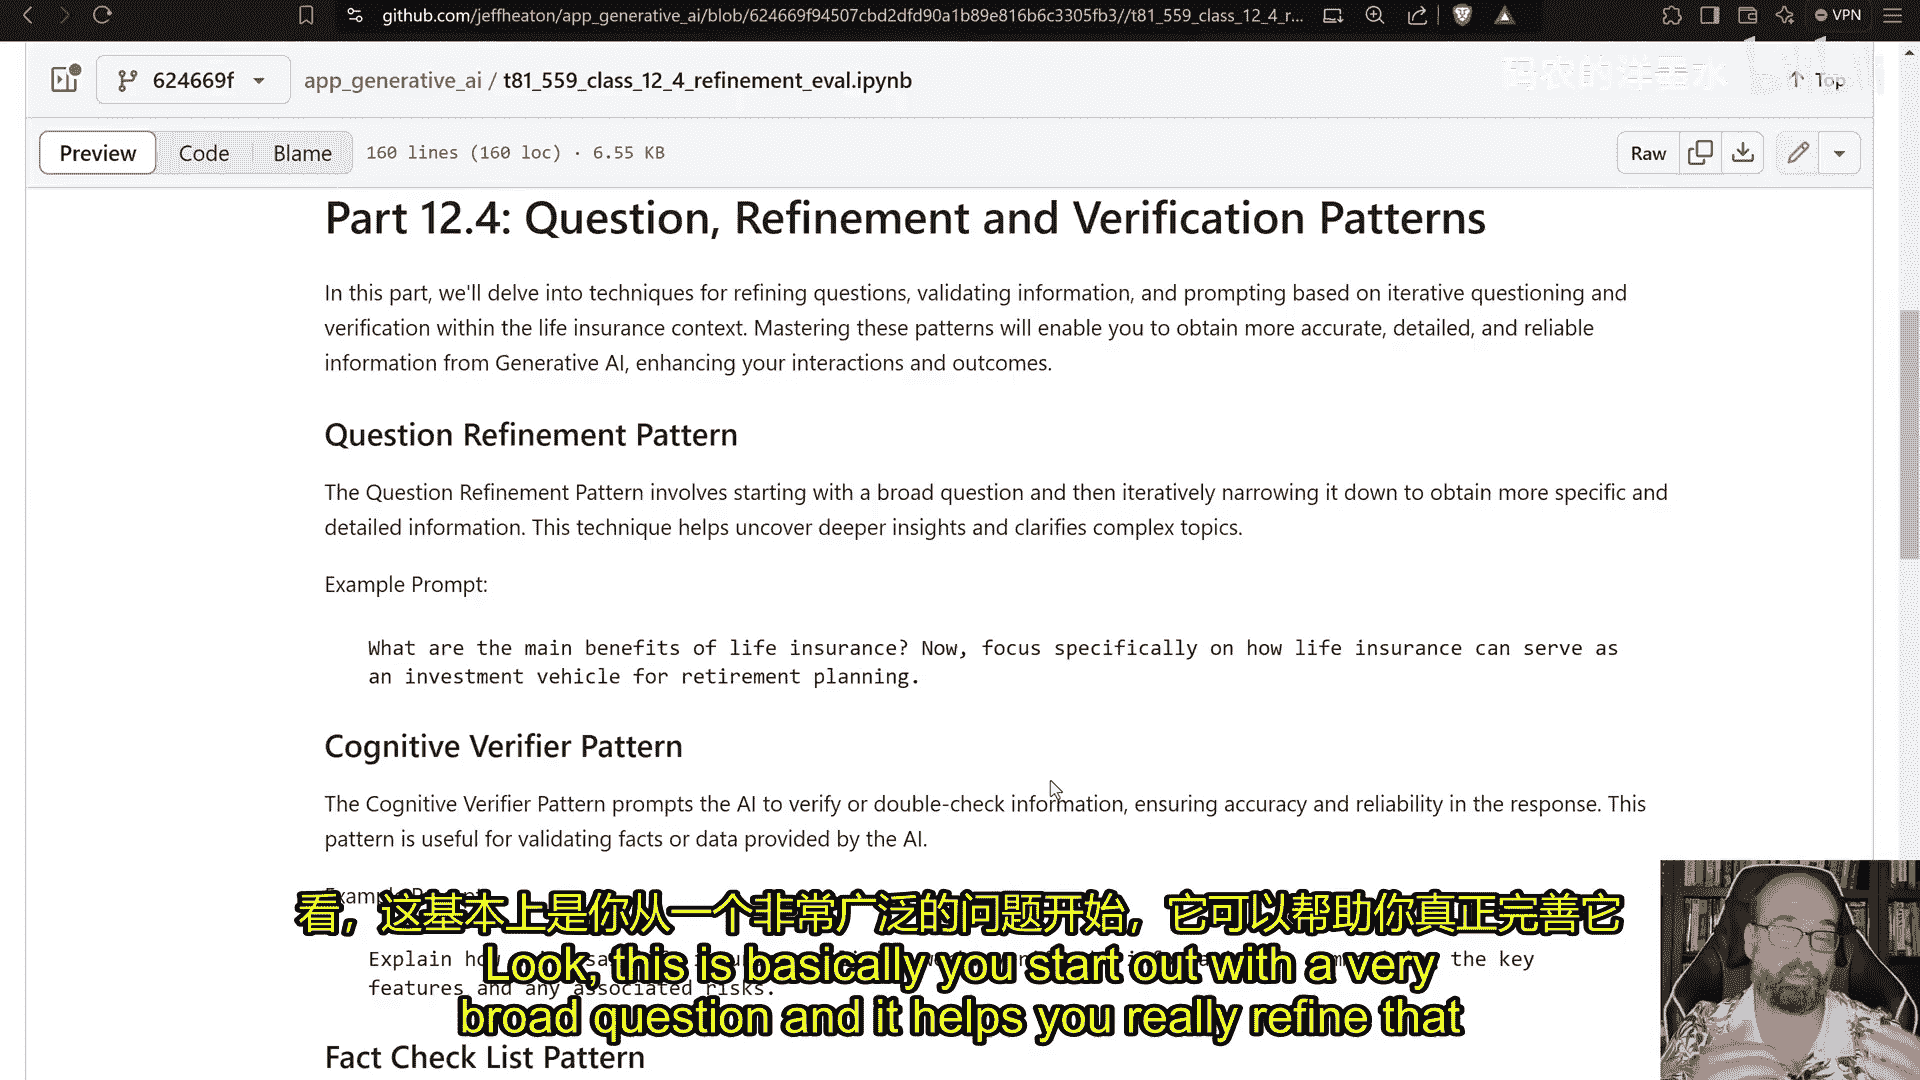 github.com/jeffheaton/app_generative_ai/blob/624669f94507cbd2dfd90a1b89e816b6c3305fb3//t81_559_class_12_4_r...
VPN
624669f
app_generative_ai / t81_559_class_12_4_refinement_eval.ipynb
码农的洋墨水
Top
Preview
Code
Blame
160 lines (160 loc) · 6.55 KB
Raw
Part 12.4: Question, Refinement and Verification Patterns
In this part, we'll delve into techniques for refining questions, validating information, and prompting based on iterative questioning and
verification within the life insurance context. Mastering these patterns will enable you to obtain more accurate, detailed, and reliable
information from Generative AI, enhancing your interactions and outcomes.
Question Refinement Pattern
The Question Refinement Pattern involves starting with a broad question and then iteratively narrowing it down to obtain more specific and
detailed information. This technique helps uncover deeper insights and clarifies complex topics.
Example Prompt:
What are the main benefits of life insurance? Now, focus specifically on how life insurance can serve as
an investment vehicle for retirement planning.
Cognitive Verifier Pattern
The Cognitive Verifier Pattern prompts the AI to verify or double-check information, ensuring accuracy and reliability in the response. This
pattern is useful for validating facts or data provided by the AI.
看，这基本上是你从一个非常广泛的问题开始，它可以帮助你真正完善它
Look, this is basically you start out with a very
broad question and it helps you really refine that
Explain
the key
features and any associated risks.
Fact Check List Pattern